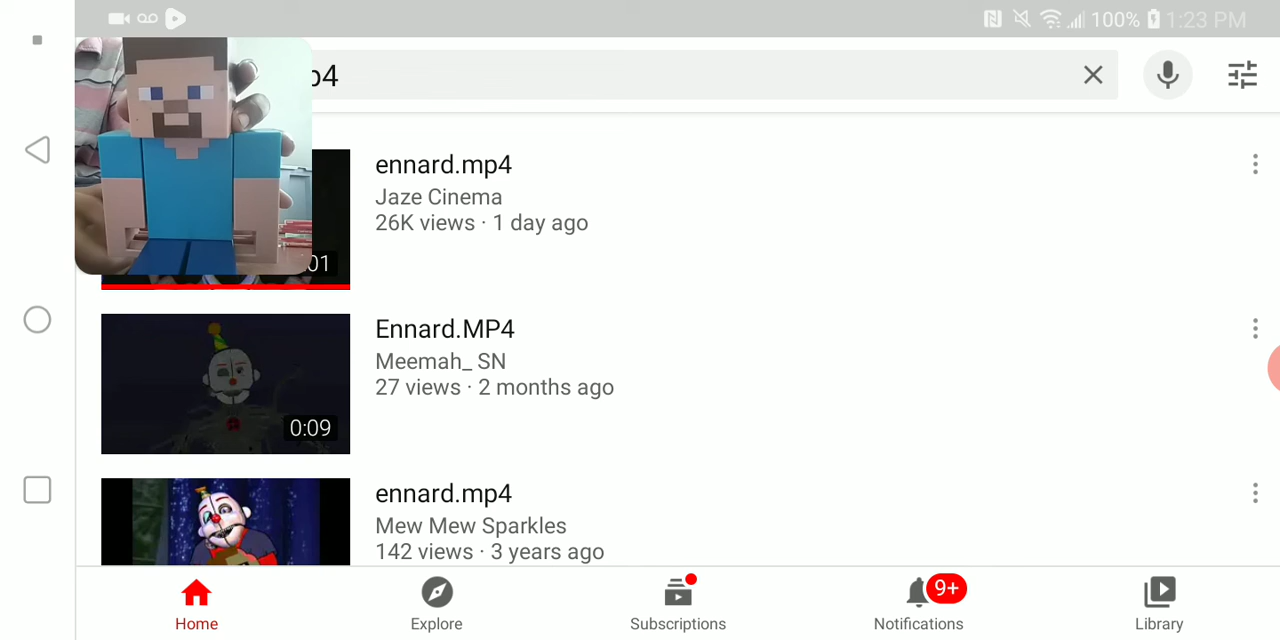 100% 1:23 PM
p4
ennard.mp4
Jaze Cinema
26K views · 1 day ago
:01
Ennard.MP4
Meemah_ SN
27 views · 2 months ago
0:09
ennard.mp4
Mew Mew Sparkles
142 views · 3 years ago
9+
Home Explore Subscriptions Notifications Library